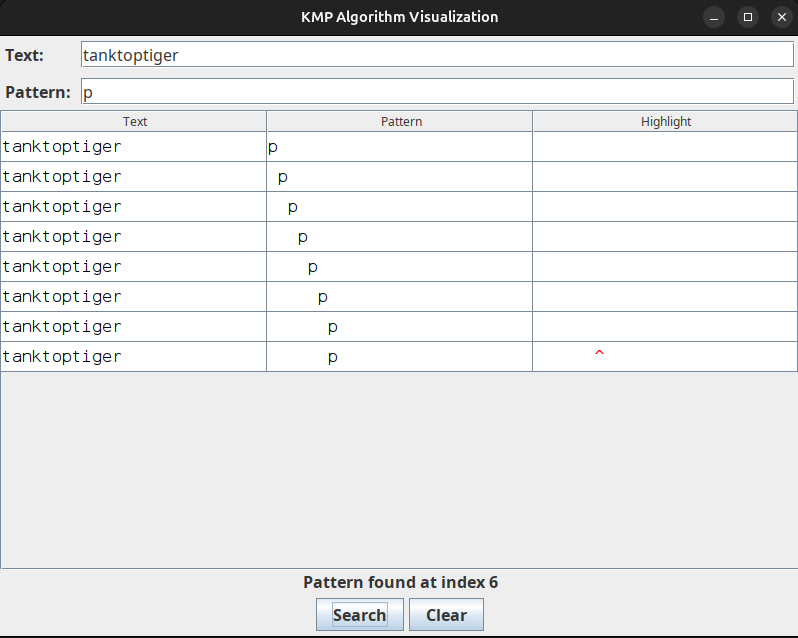 KMP Algorithm Visualization
Text: tanktoptiger
Pattern: p
Text Pattern Highlight
tanktoptiger p
tanktoptiger p
tanktoptiger p
tanktoptiger p
tanktoptiger p
tanktoptiger p
tanktoptiger p
tanktoptiger p ^
Pattern found at index 6
Search Clear